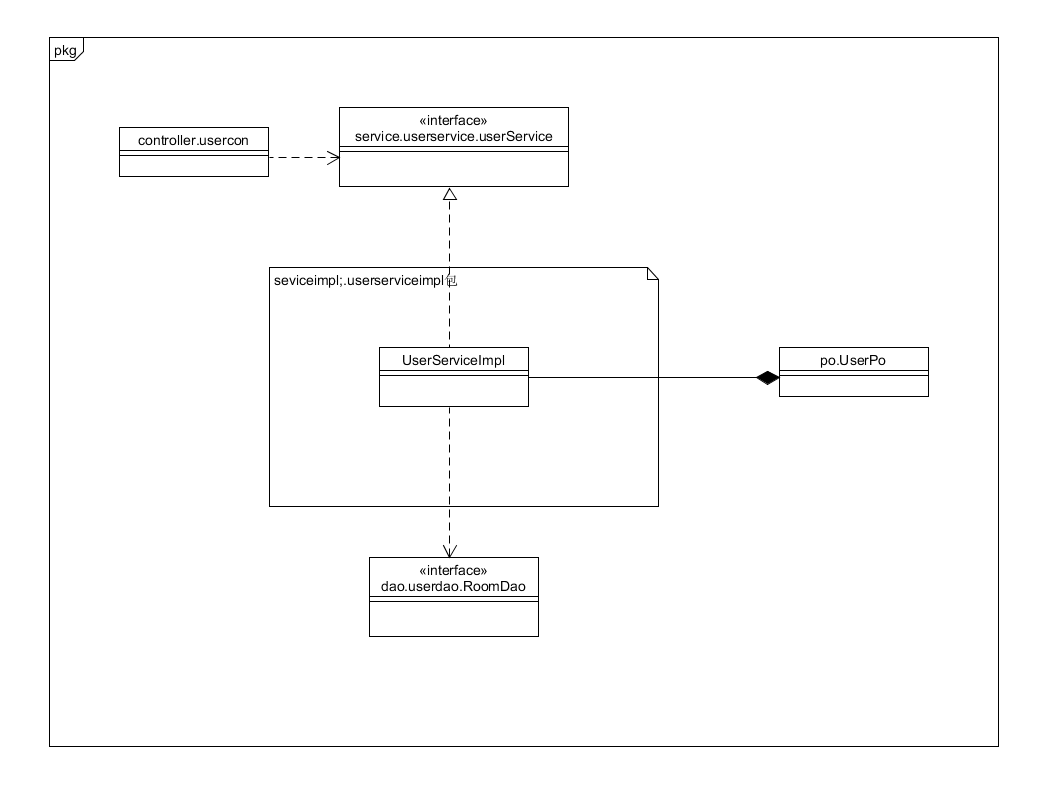 pkg
«interface»
service.userservice.userService
controller.usercon
seviceimpl;.userserviceimpl包
UserServiceImpl
po.UserPo
«interface»
dao.userdao.RoomDao